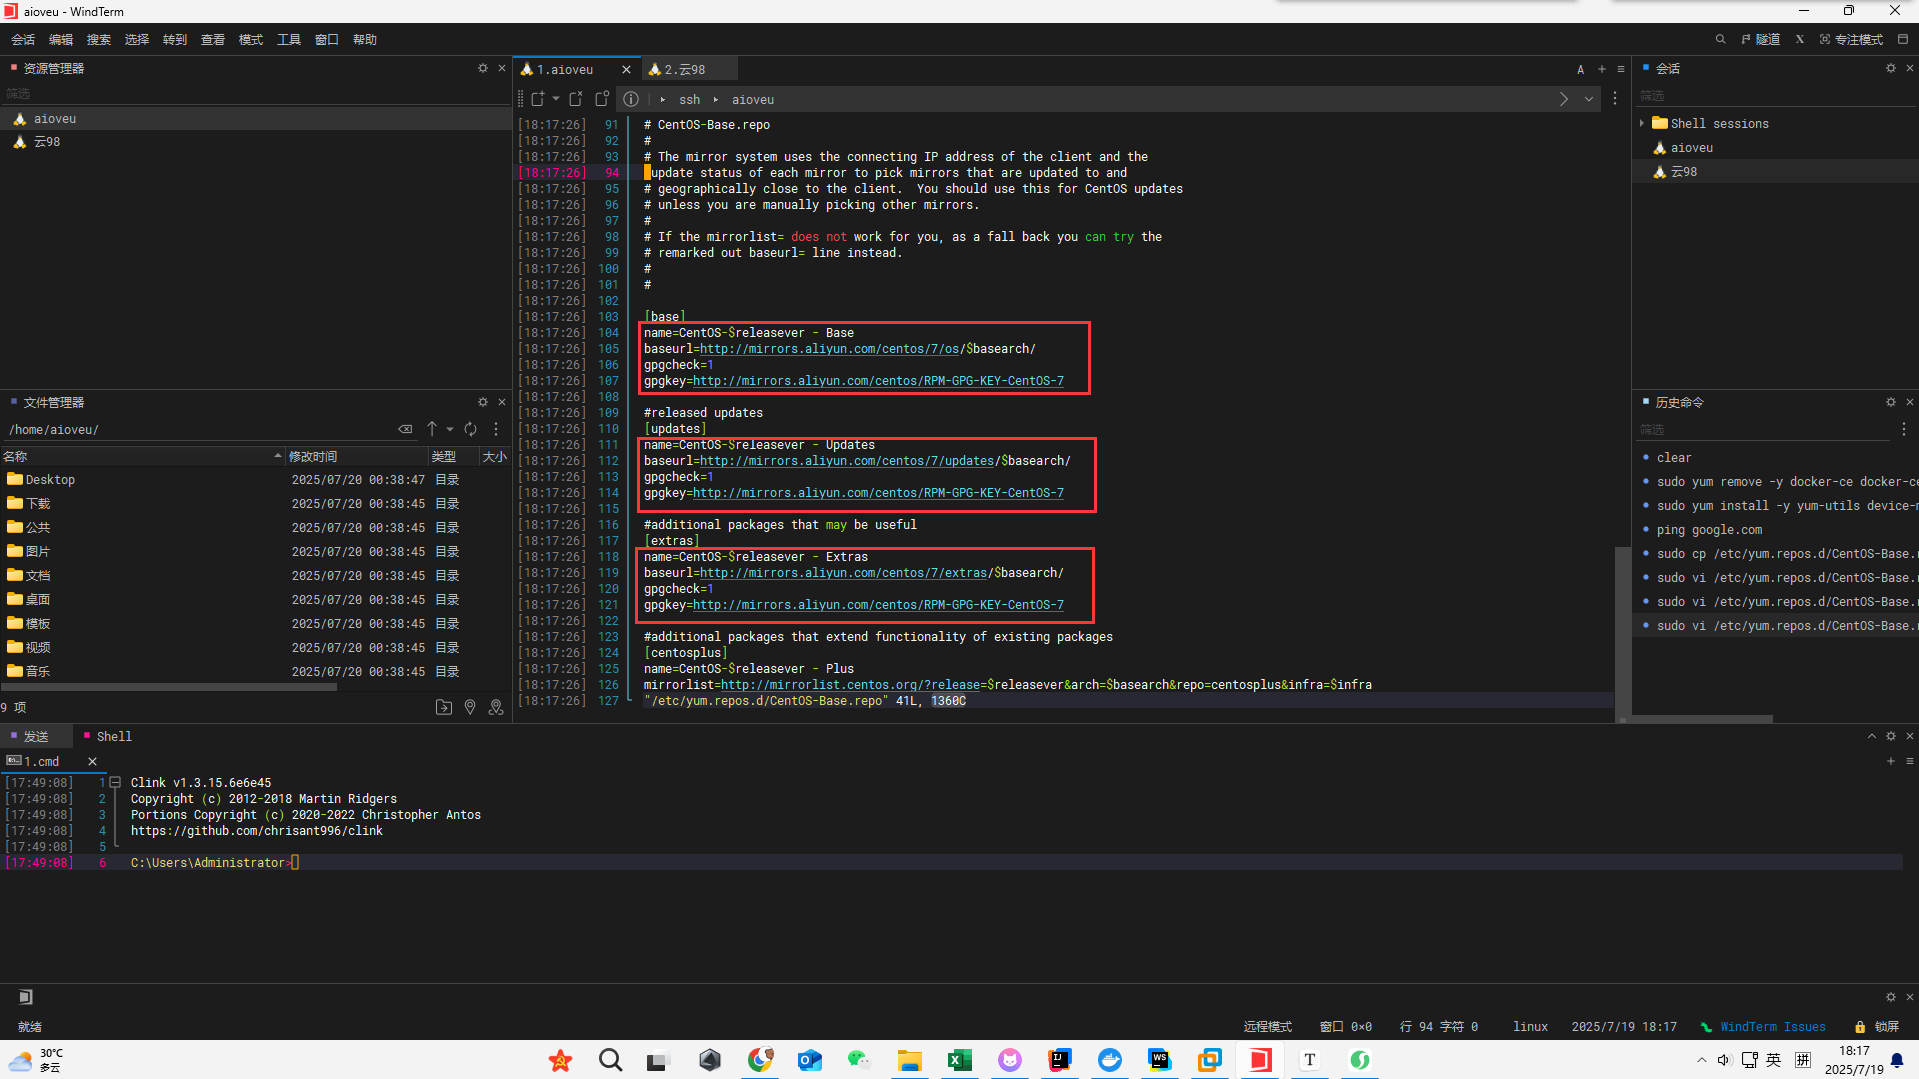 aioveu - WindTerm
会话 编辑 搜索 选择 转到 查看 模式 工具 窗口 帮助
隧道 X 专注模式
资源管理器
筛选
aioveu
云98
文件管理器
/home/aioveu/
名称 修改时间 类型 大小
Desktop 2025/07/20 00:38:47 目录
下载 2025/07/20 00:38:45 目录
公共 2025/07/20 00:38:45 目录
图片 2025/07/20 00:38:45 目录
文档 2025/07/20 00:38:45 目录
桌面 2025/07/20 00:38:45 目录
模板 2025/07/20 00:38:45 目录
视频 2025/07/20 00:38:45 目录
音乐 2025/07/20 00:38:45 目录
9 项
1.aioveu 2.云98
A
ssh aioveu
[18:17:26] 91 # CentOS-Base.repo
[18:17:26] 92 #
[18:17:26] 93 # The mirror system uses the connecting IP address of the client and the
[18:17:26] 94 update status of each mirror to pick mirrors that are updated to and
[18:17:26] 95 # geographically close to the client.  You should use this for CentOS updates
[18:17:26] 96 # unless you are manually picking other mirrors.
[18:17:26] 97 #
[18:17:26] 98 # If the mirrorlist= does not work for you, as a fall back you can try the
[18:17:26] 99 # remarked out baseurl= line instead.
[18:17:26] 100 #
[18:17:26] 101 #
[18:17:26] 102
[18:17:26] 103 [base]
[18:17:26] 104 name=CentOS-$releasever - Base
[18:17:26] 105 baseurl=http://mirrors.aliyun.com/centos/7/os/$basearch/
[18:17:26] 106 gpgcheck=1
[18:17:26] 107 gpgkey=http://mirrors.aliyun.com/centos/RPM-GPG-KEY-CentOS-7
[18:17:26] 108
[18:17:26] 109 #released updates
[18:17:26] 110 [updates]
[18:17:26] 111 name=CentOS-$releasever - Updates
[18:17:26] 112 baseurl=http://mirrors.aliyun.com/centos/7/updates/$basearch/
[18:17:26] 113 gpgcheck=1
[18:17:26] 114 gpgkey=http://mirrors.aliyun.com/centos/RPM-GPG-KEY-CentOS-7
[18:17:26] 115
[18:17:26] 116 #additional packages that may be useful
[18:17:26] 117 [extras]
[18:17:26] 118 name=CentOS-$releasever - Extras
[18:17:26] 119 baseurl=http://mirrors.aliyun.com/centos/7/extras/$basearch/
[18:17:26] 120 gpgcheck=1
[18:17:26] 121 gpgkey=http://mirrors.aliyun.com/centos/RPM-GPG-KEY-CentOS-7
[18:17:26] 122
[18:17:26] 123 #additional packages that extend functionality of existing packages
[18:17:26] 124 [centosplus]
[18:17:26] 125 name=CentOS-$releasever - Plus
[18:17:26] 126 mirrorlist=http://mirrorlist.centos.org/?release=$releasever&arch=$basearch&repo=centosplus&infra=$infra
[18:17:26] 127 "/etc/yum.repos.d/CentOS-Base.repo" 41L, 1360C
会话
筛选
Shell sessions
aioveu
云98
历史命令
筛选
clear
sudo yum remove -y docker-ce docker-ce
sudo yum install -y yum-utils device-m
ping google.com
sudo cp /etc/yum.repos.d/CentOS-Base.r
sudo vi /etc/yum.repos.d/CentOS-Base.r
sudo vi /etc/yum.repos.d/CentOS-Base.r
sudo vi /etc/yum.repos.d/CentOS-Base.r
发送 Shell
1.cmd
[17:49:08] 1 Clink v1.3.15.6e6e45
[17:49:08] 2 Copyright (c) 2012-2018 Martin Ridgers
[17:49:08] 3 Portions Copyright (c) 2020-2022 Christopher Antos
[17:49:08] 4 https://github.com/chrisant996/clink
[17:49:08] 5
[17:49:08] 6 C:\Users\Administrator>
就绪 远程模式 窗口 0×0 行 94 字符 0 linux 2025/7/19 18:17 WindTerm Issues 锁屏
30°C
多云
英 拼
18:17
2025/7/19